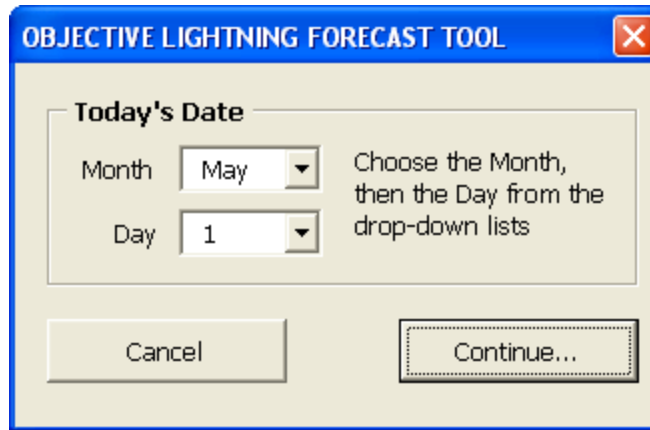 OBJECTIVE LIGHTNING FORECAST TOOL
Today's Date
Month May
Day 1
Choose the Month,
then the Day from the
drop-down lists
Cancel Continue...